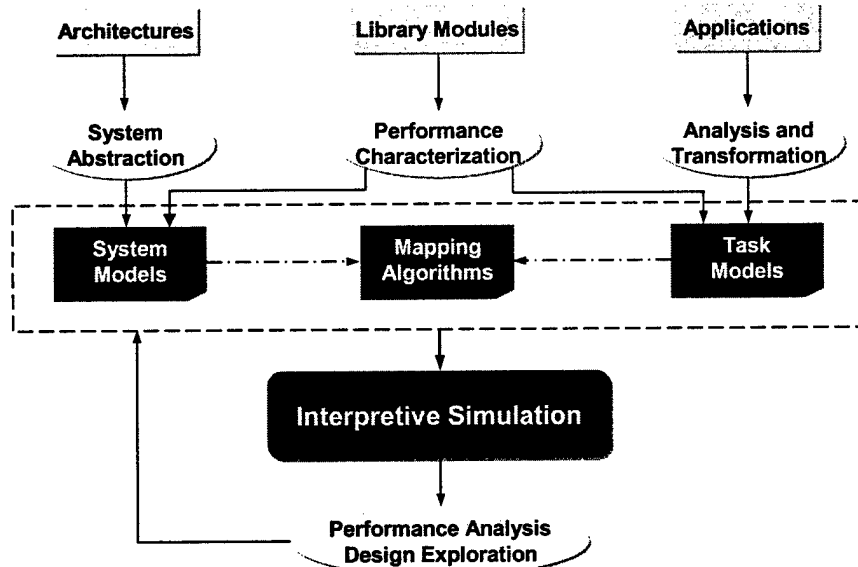 Architectures
Library Modules
Applications
System
Abstraction
Performance
Characterization
Analysis and
Transformation
System
Models
Mapping
Algorithms
Task
Models
Interpretive Simulation
Performance Analysis
Design Exploration